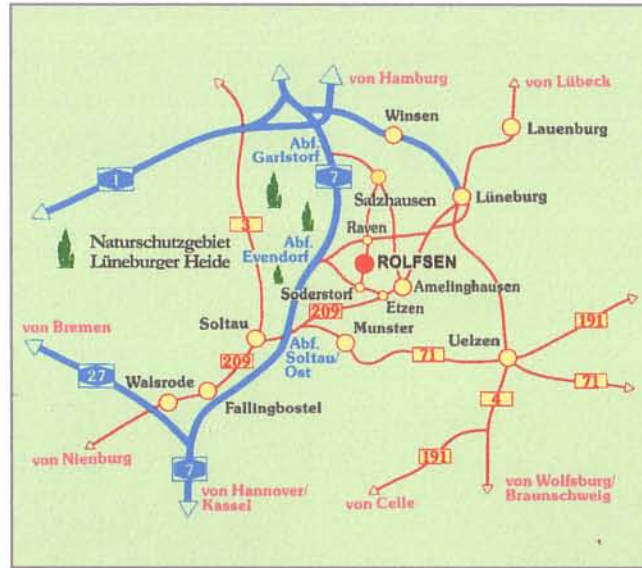 von Hamburg
von Lübeck
Winsen
Lauenburg
Abf.
Garlstorf
1
7
Salzhausen
Lüneburg
3
Raven
Naturschutzgebiet
Lüneburger Heide
Abf.
Evendorf
ROLFSEN
Soderstorf
Amelinghausen
Etzen
209
von Bremen
Soltau
Munster
Uelzen
191
209
Abf.
Soltau/
Ost
71
27
71
Walsrode
4
Fallingbostel
von Nienburg
191
7
von Hannover/
Kassel
von Celle
von Wolfsburg/
Braunschweig